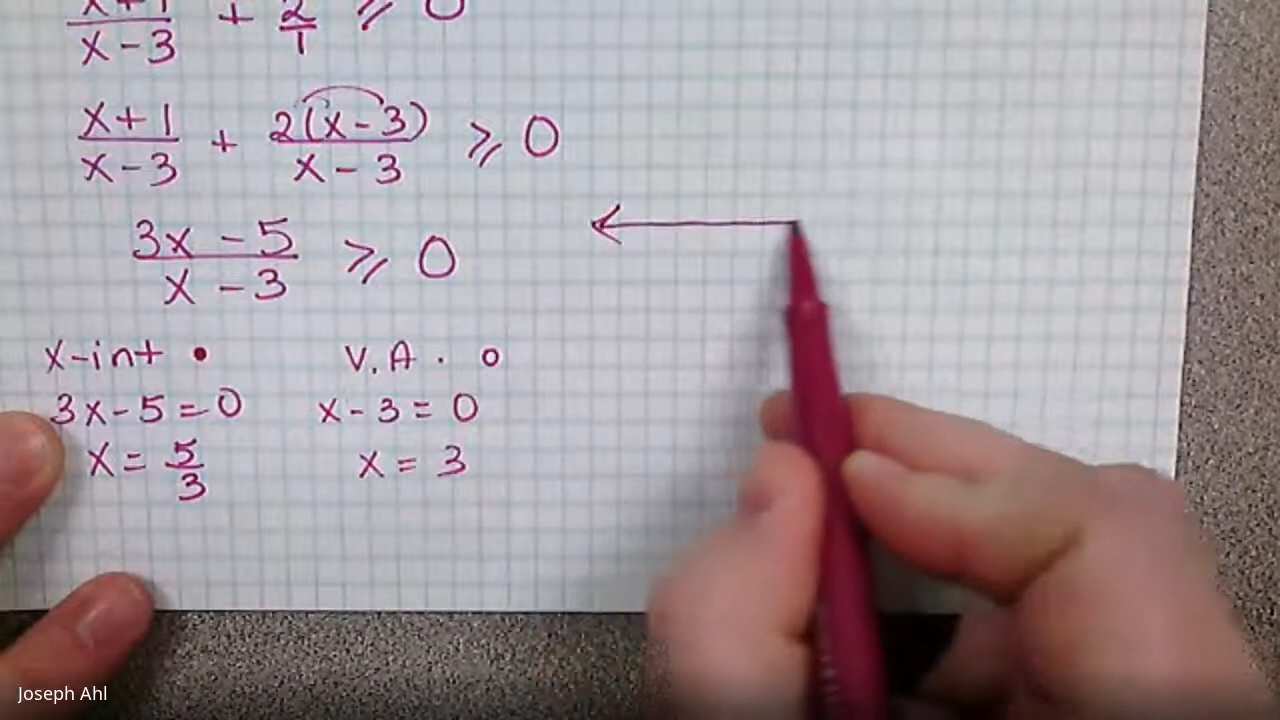 x+1/x-3 + 2/1 ≥ 0
x+1/x-3 + 2(x-3)/x-3 ≥ 0
3x-5/x-3 ≥ 0
x-int •   V.A. o
3x-5=0   x-3=0
x=5/3   x=3
Joseph Ahl